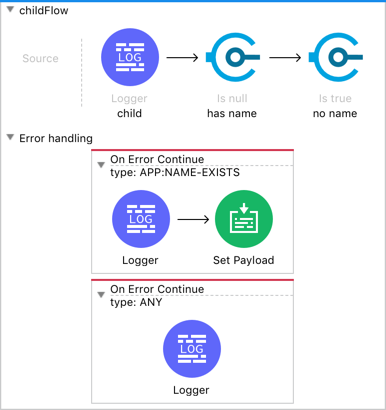 childFlow
Source
LOG
Logger
child
Is null
has name
Is true
no name
Error handling
On Error Continue
type: APP:NAME-EXISTS
LOG
Logger
Set Payload
On Error Continue
type: ANY
LOG
Logger